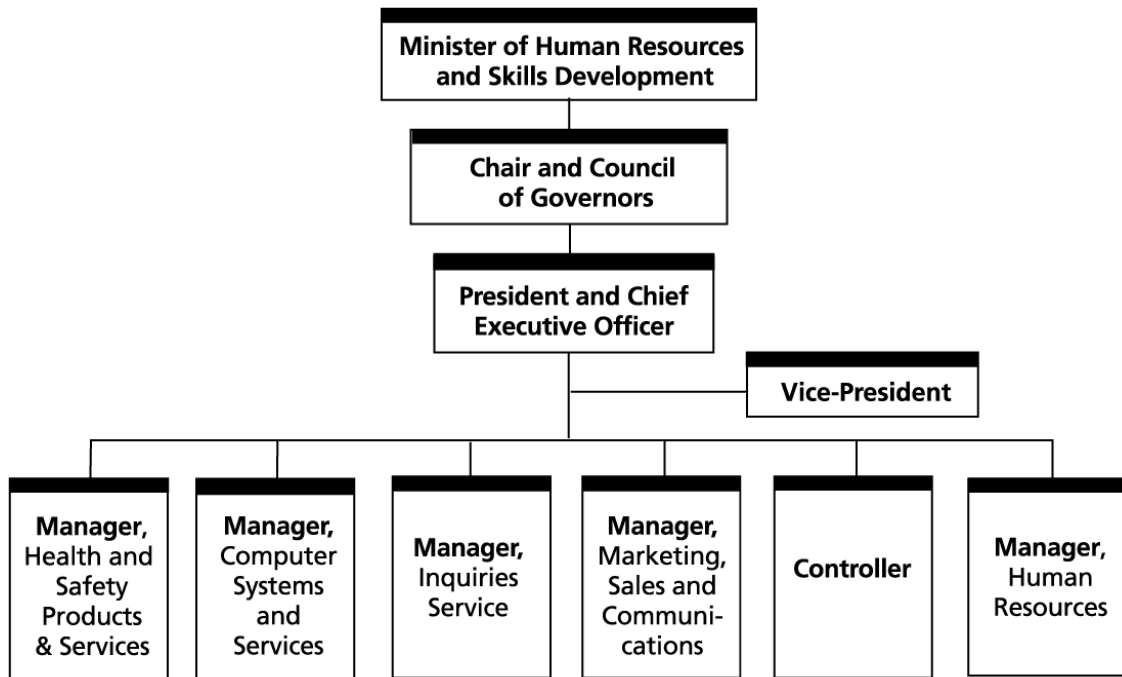 Minister of Human Resources
and Skills Development
Chair and Council
of Governors
President and Chief
Executive Officer
Vice-President
Manager,
Health and
Safety
Products
& Services
Manager,
Computer
Systems
and
Services
Manager,
Inquiries
Service
Manager,
Marketing,
Sales and
Communi-
cations
Controller
Manager,
Human
Resources